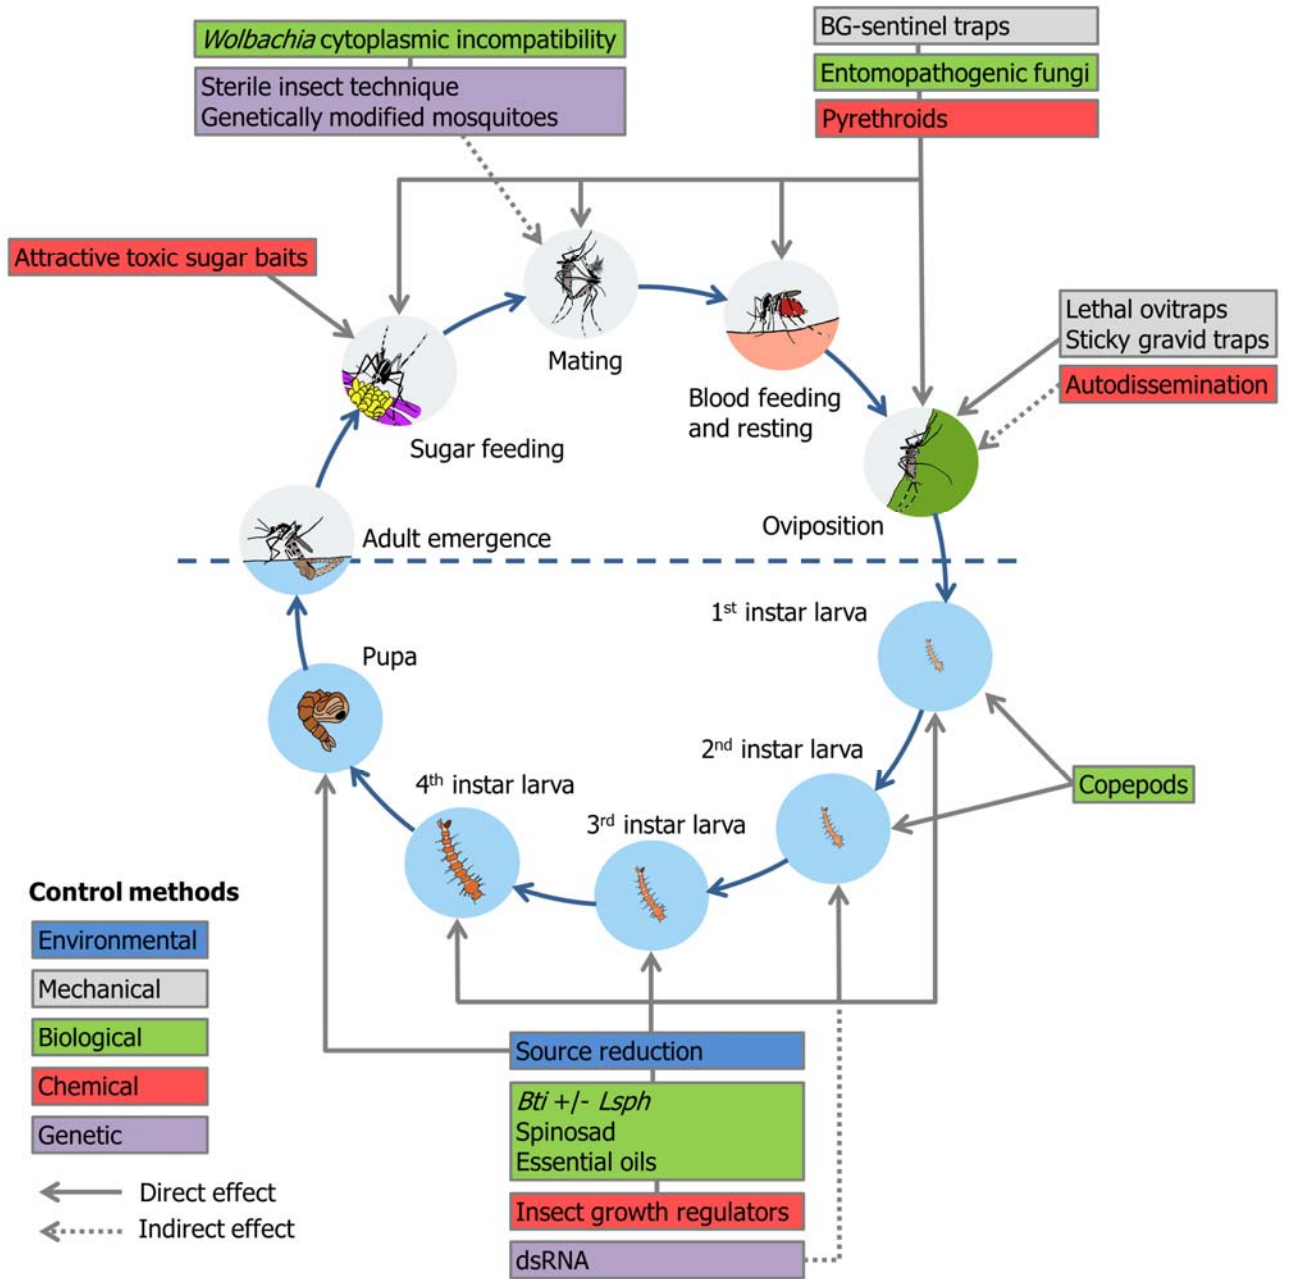 Wolbachia cytoplasmic incompatibility
Sterile insect technique
Genetically modified mosquitoes
BG-sentinel traps
Entomopathogenic fungi
Pyrethroids
Attractive toxic sugar baits
Mating
Sugar feeding
Blood feeding
and resting
Lethal ovitraps
Sticky gravid traps
Autodissemination
Oviposition
Adult emergence
1st instar larva
Pupa
2nd instar larva
4th instar larva
3rd instar larva
Copepods
Control methods
Environmental
Mechanical
Biological
Chemical
Genetic
Direct effect
Indirect effect
Source reduction
Bti +/- Lsph
Spinosad
Essential oils
Insect growth regulators
dsRNA